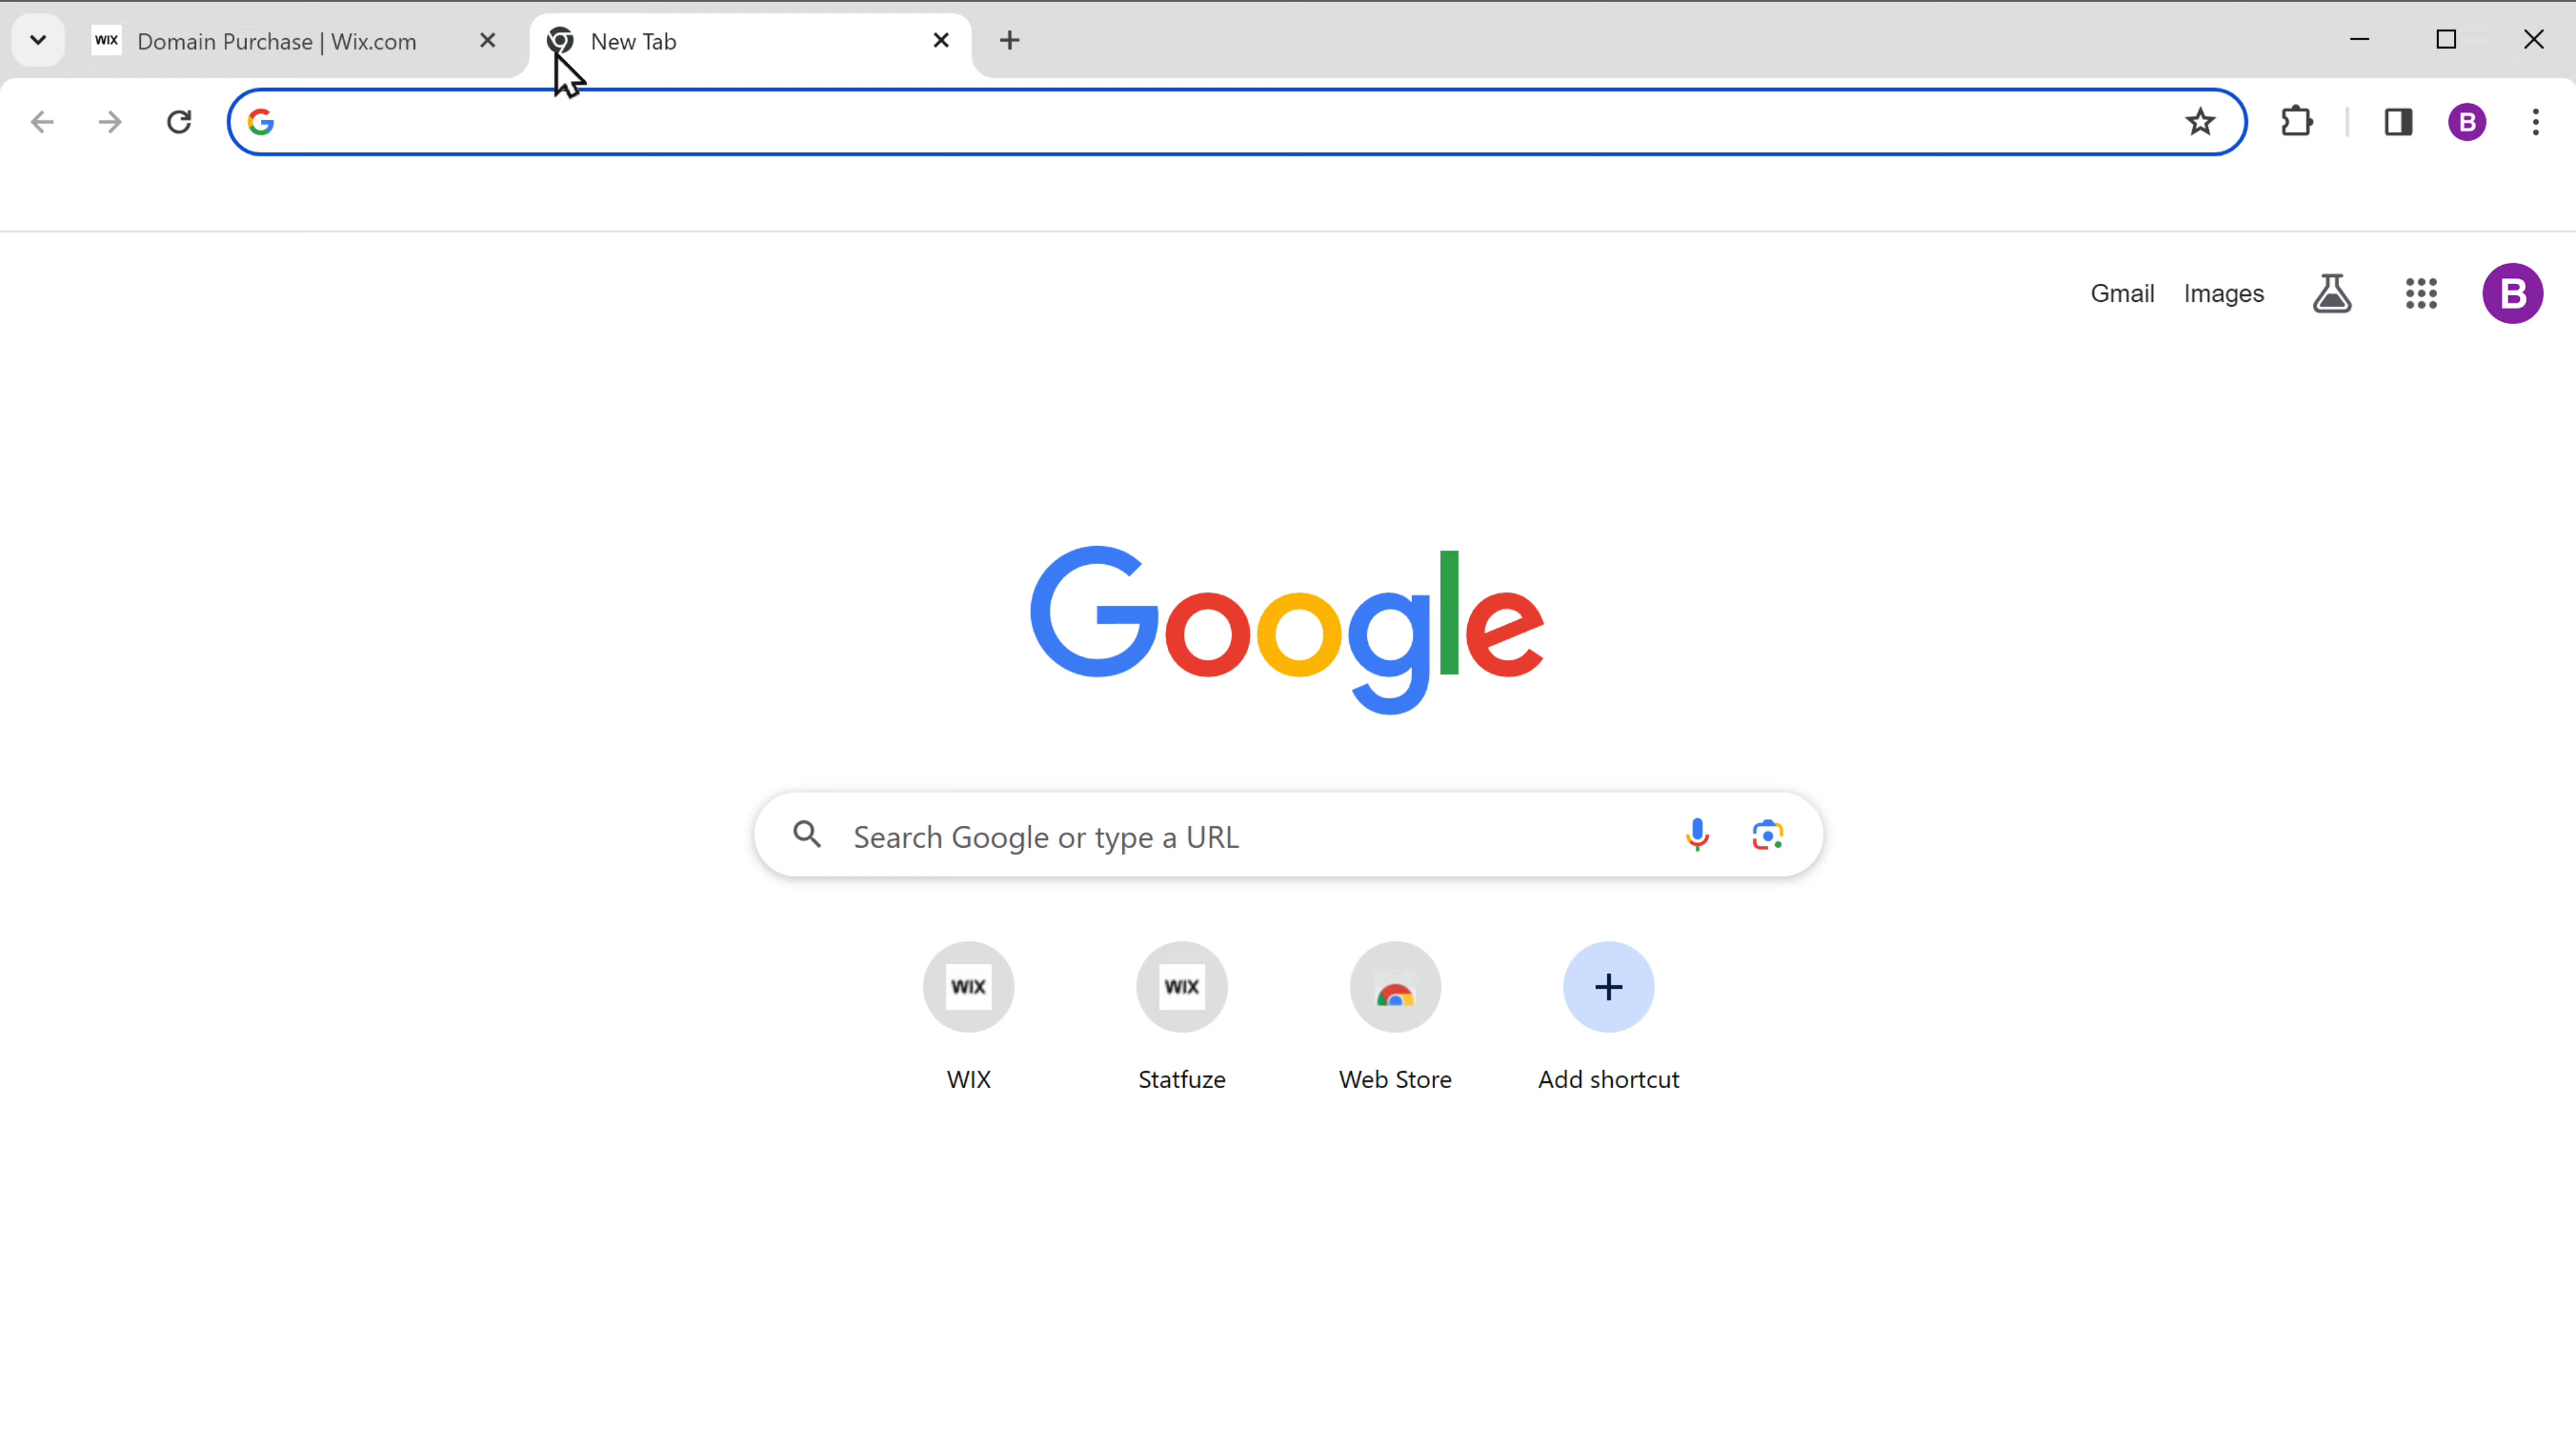 WIX Domain Purchase | Wix.com New Tab
B
Gmail Images B
Google
Search Google or type a URL
WIX WIX
WIX Statfuze Web Store Add shortcut